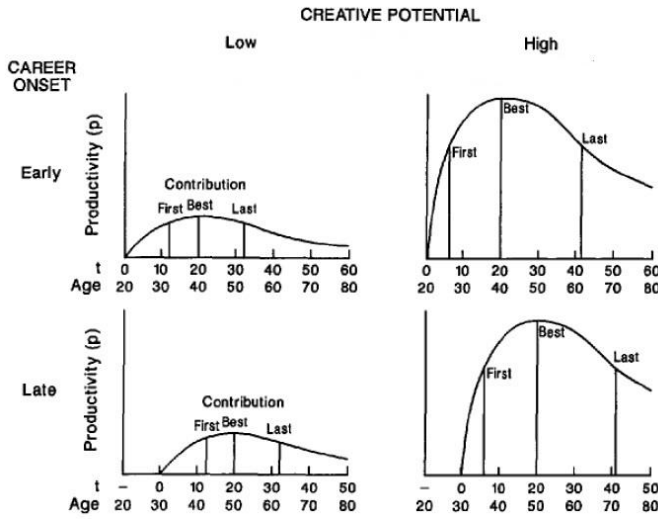 CREATIVE POTENTIAL
Low High
CAREER
ONSET
Early
Productivity (p)
Contribution
First Best Last
t 0 10 20 30 40 50 60
Age 20 30 40 50 60 70 80
Best
First
Last
0 10 20 30 40 50 60
20 30 40 50 60 70 80
Late
Productivity (p)
Contribution
First Best Last
t – 0 10 20 30 40 50
Age 20 30 40 50 60 70 80
Best
First
Last
– 0 10 20 30 40 50
20 30 40 50 60 70 80